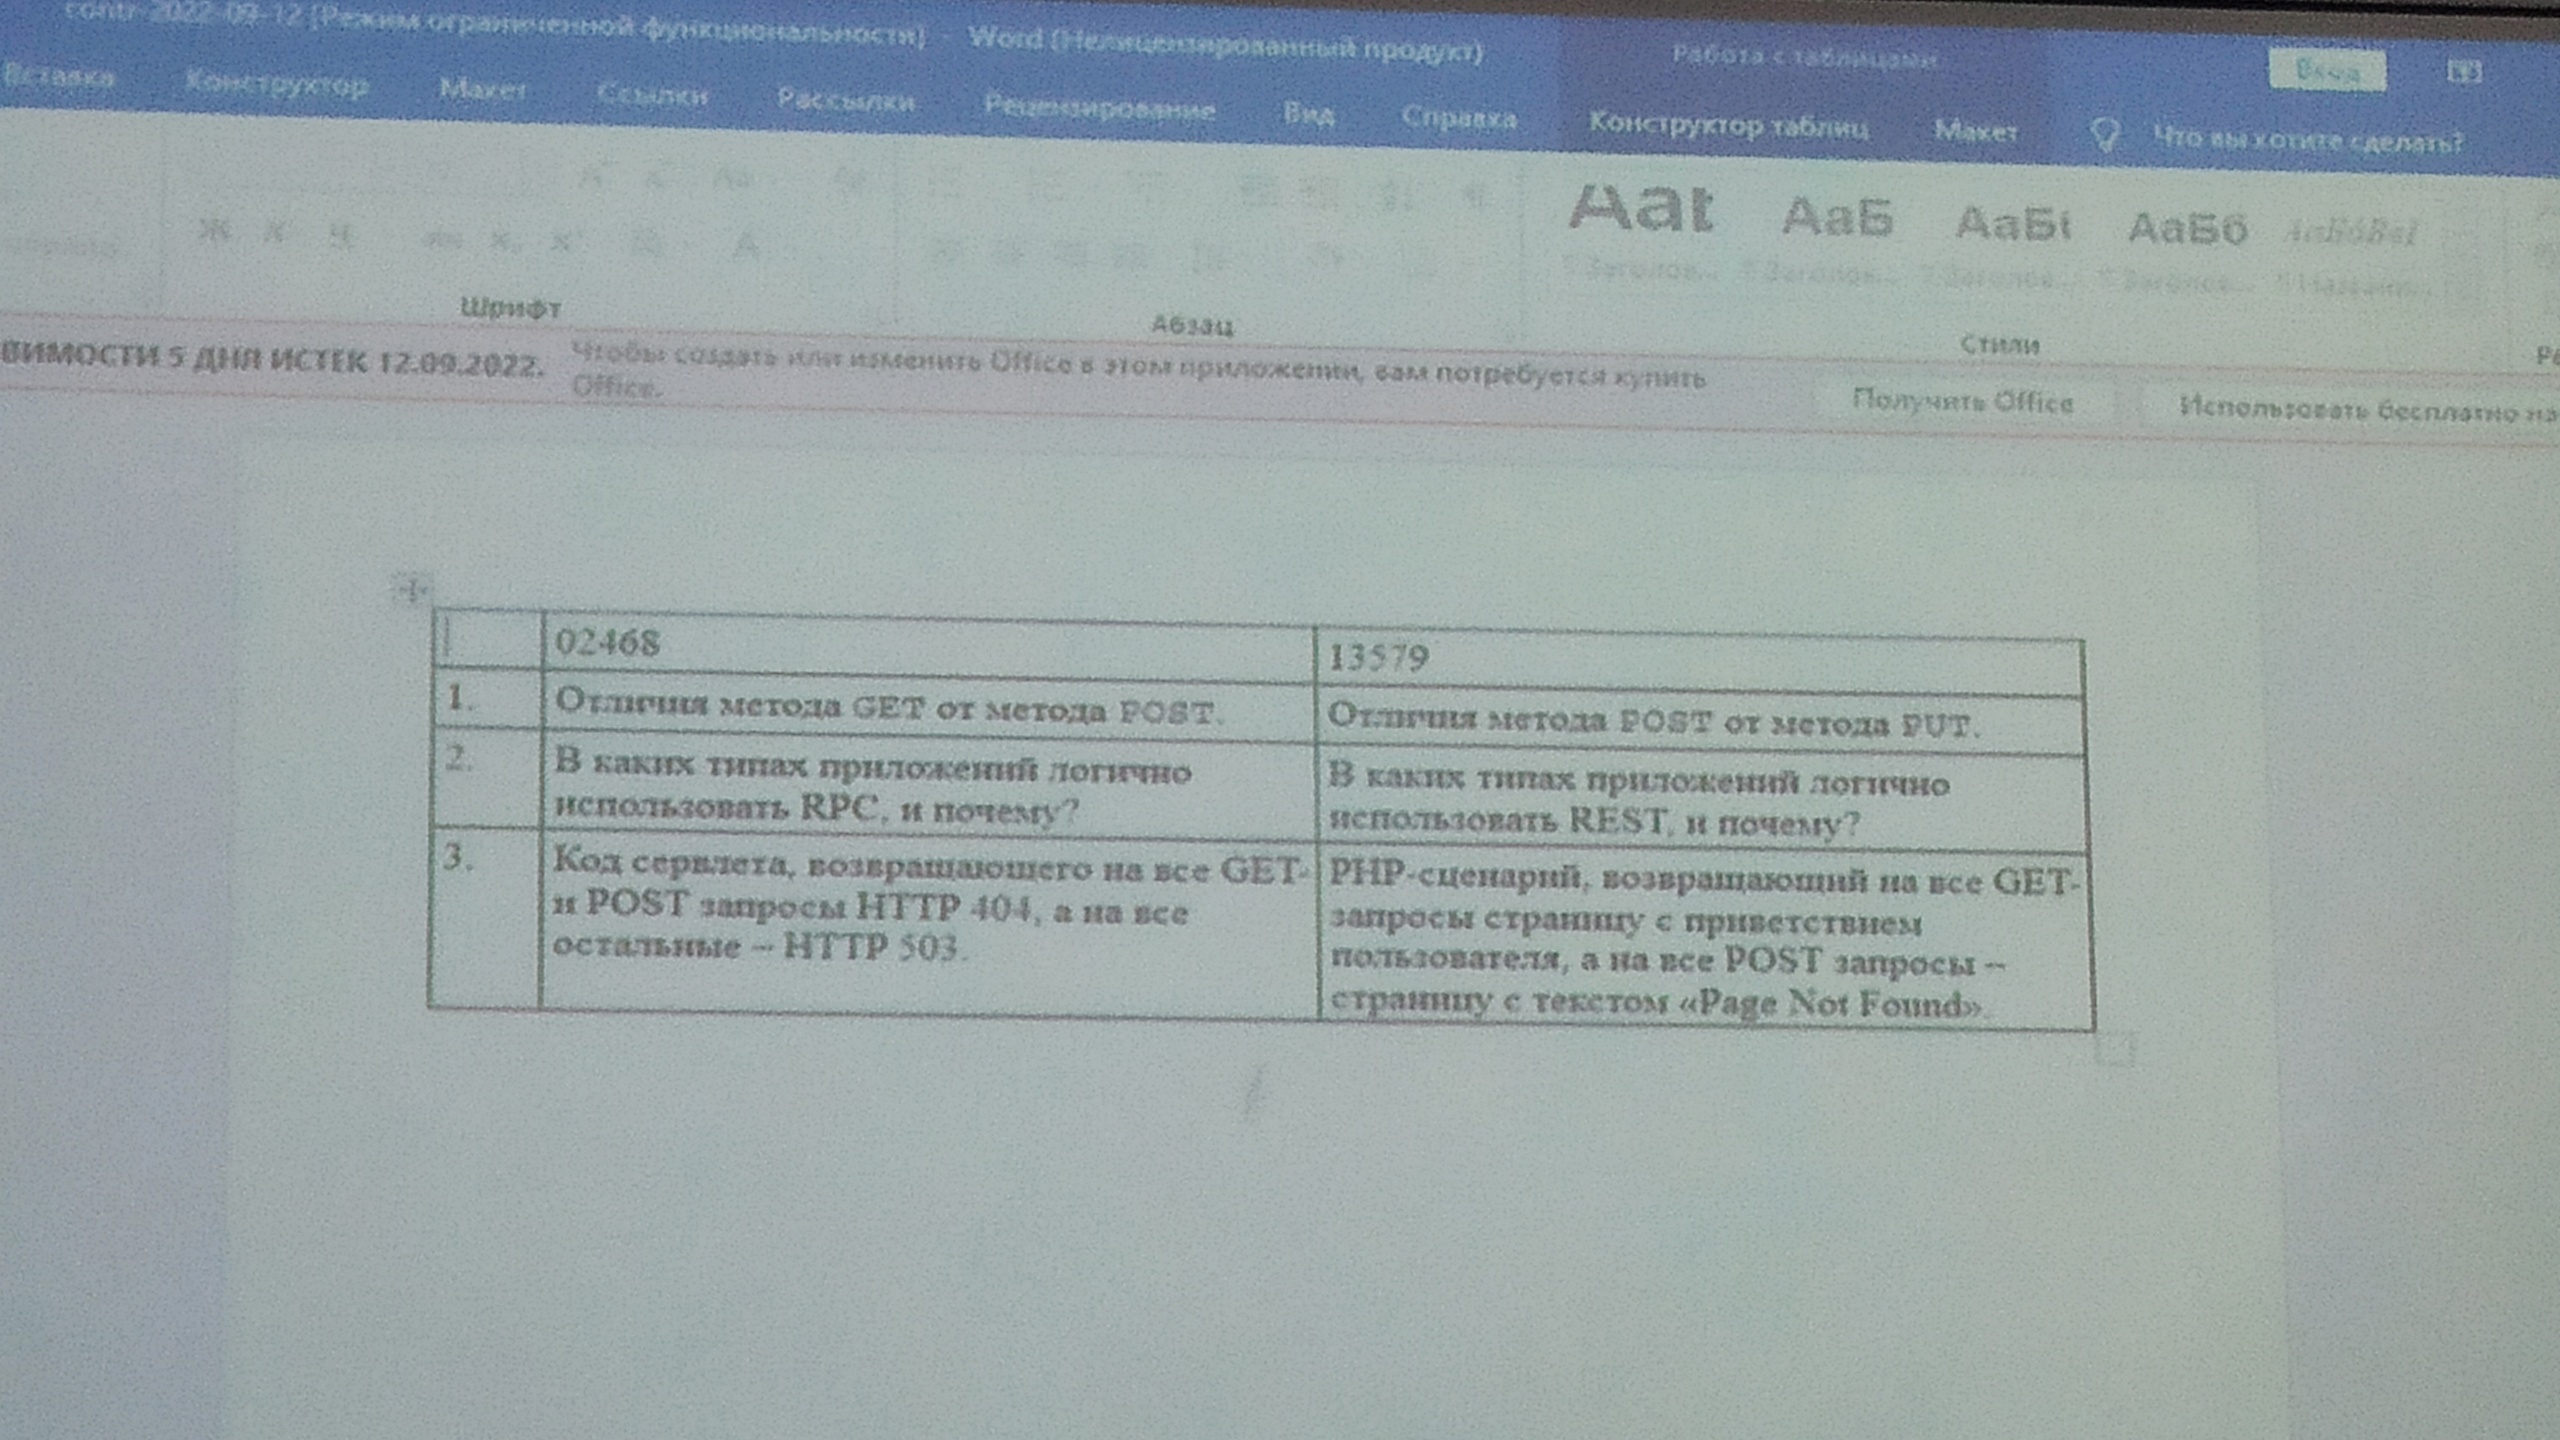 contr-2022-09-12 [Режим ограниченной функциональности] - Word (Нелицензированный продукт)
Работа с таблицами
Вход
Вставка Конструктор Макет Ссылки Рассылки Рецензирование Вид Справка Конструктор таблиц Макет Что вы хотите сделать?
Aat АаБ АаБІ АаБб АаБбВвІ
Ж К Ч
Шрифт Абзац Стили
ВИМОСТИ 5 ДНЯ ИСТЕК 12.09.2022. Чтобы создать или изменить Office в этом приложении, вам потребуется купить
Office.
Получить Office Использовать бесплатно на
02468 13579
1. Отличия метода GET от метода POST. Отличия метода POST от метода PUT.
2. В каких типах приложений логично В каких типах приложений логично
использовать RPC, и почему? использовать REST, и почему?
3. Код сервлета, возвращающего на все GET- PHP-сценарий, возвращающий на все GET-
и POST запросы HTTP 404, а на все запросы страницу с приветствием
остальные – HTTP 503. пользователя, а на все POST запросы –
страницу с текстом «Page Not Found».